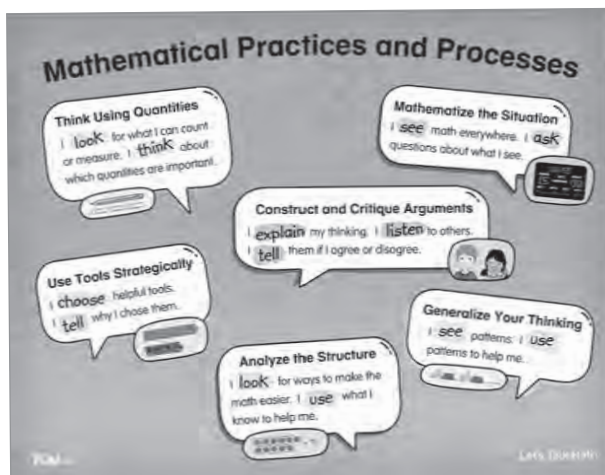 Mathematical Practices and Processes
Think Using Quantities
I look for what I can count
or measure. I think about
which quantities are important.
Mathematize the Situation
I see math everywhere. I ask
questions about what I see.
Construct and Critique Arguments
I explain my thinking. I listen to others.
I tell them if I agree or disagree.
Use Tools Strategically
I choose helpful tools.
I tell why I chose them.
Generalize Your Thinking
I see patterns. I use
patterns to help me.
Analyze the Structure
I look for ways to make the
math easier. I use what I
know to help me.